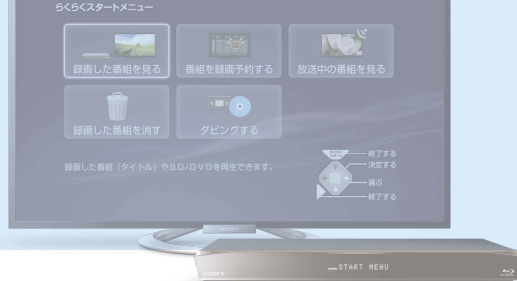 らくらくスタートメニュー
録画した番組を見る
番組を録画予約する
放送中の番組を見る
録画した番組を消す
ダビングする
録画した番組（タイトル）やBD/DVDを再生できます。
終了する
決定する
選ぶ
終了する
SONY
SONY
START MENU